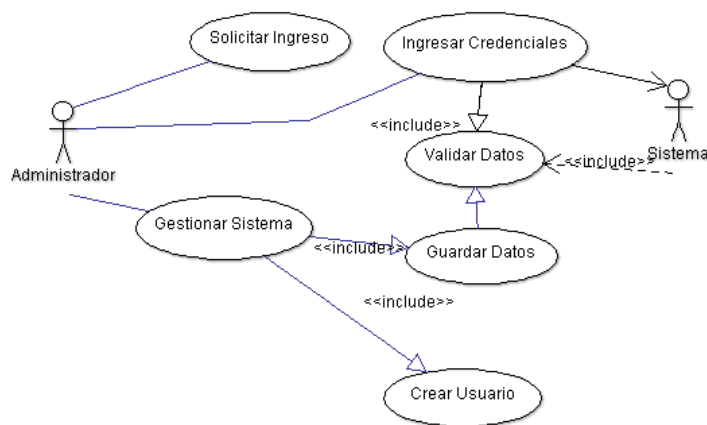 Solicitar Ingreso
Ingresar Credenciales
<<include>>
Administrador
Validar Datos
<<include>>
Sistema
Gestionar Sistema
<<include>>
Guardar Datos
<<include>>
Crear Usuario